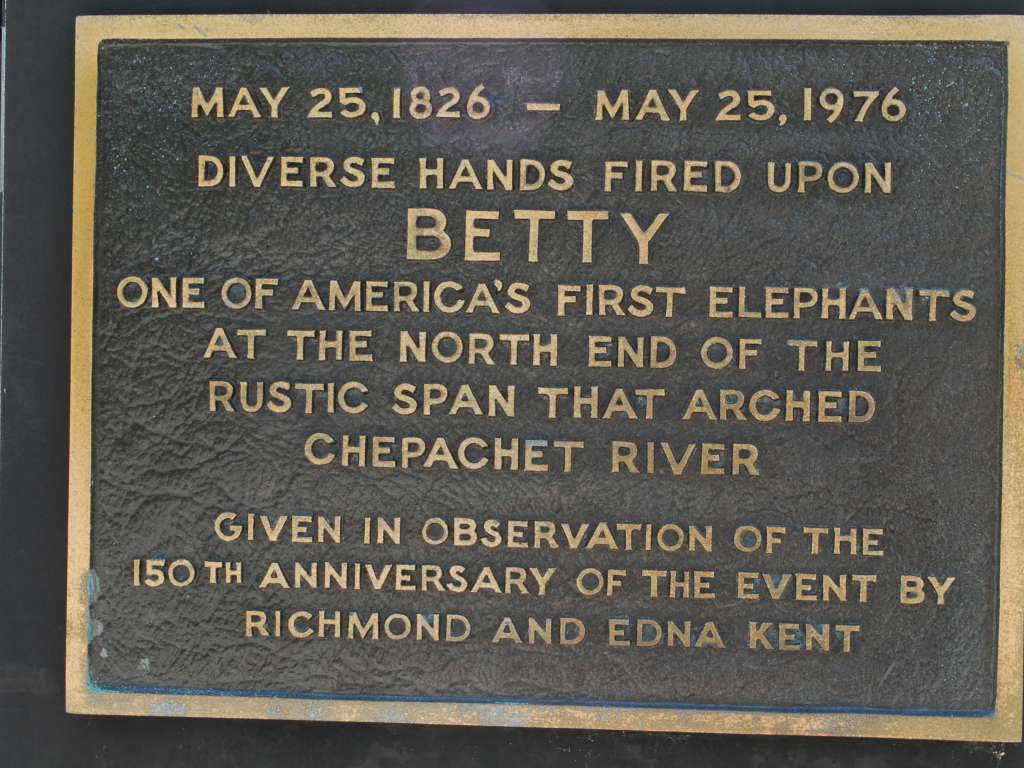 MAY 25, 1826 — MAY 25, 1976
DIVERSE HANDS FIRED UPON
BETTY
ONE OF AMERICA'S FIRST ELEPHANTS
AT THE NORTH END OF THE
RUSTIC SPAN THAT ARCHED
CHEPACHET RIVER
GIVEN IN OBSERVATION OF THE
150TH ANNIVERSARY OF THE EVENT BY
RICHMOND AND EDNA KENT